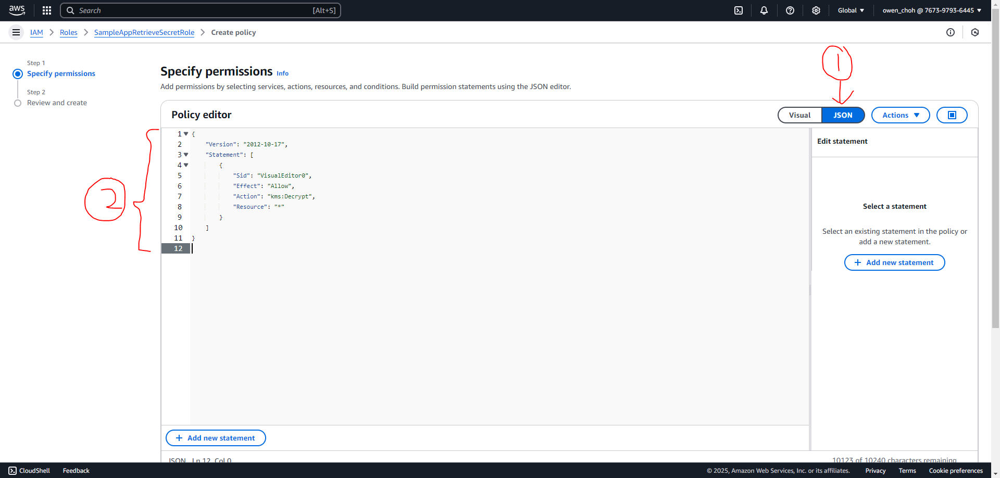 aws
Search [Alt+S]
Global
owen_choh @ 7673-9793-6445
IAM
Roles
SampleAppRetrieveSecretRole
Create policy
1
Step 1
Specify permissions
Step 2
Review and create
Specify permissions Info
Add permissions by selecting services, actions, resources, and conditions. Build permission statements using the JSON editor.
Policy editor
Visual
JSON
Actions
2
1 {
2 "Version": "2012-10-17",
3 "Statement": [
4 {
5 "Sid": "VisualEditor0",
6 "Effect": "Allow",
7 "Action": "kms:Decrypt",
8 "Resource": "*"
9 }
10 ]
11 }
12
Edit statement
Select a statement
Select an existing statement in the policy or
add a new statement.
+ Add new statement
+ Add new statement
JSON Ln 12, Col 0
10123 of 10240 characters remaining
CloudShell
Feedback
© 2025, Amazon Web Services, Inc. or its affiliates.
Privacy
Terms
Cookie preferences